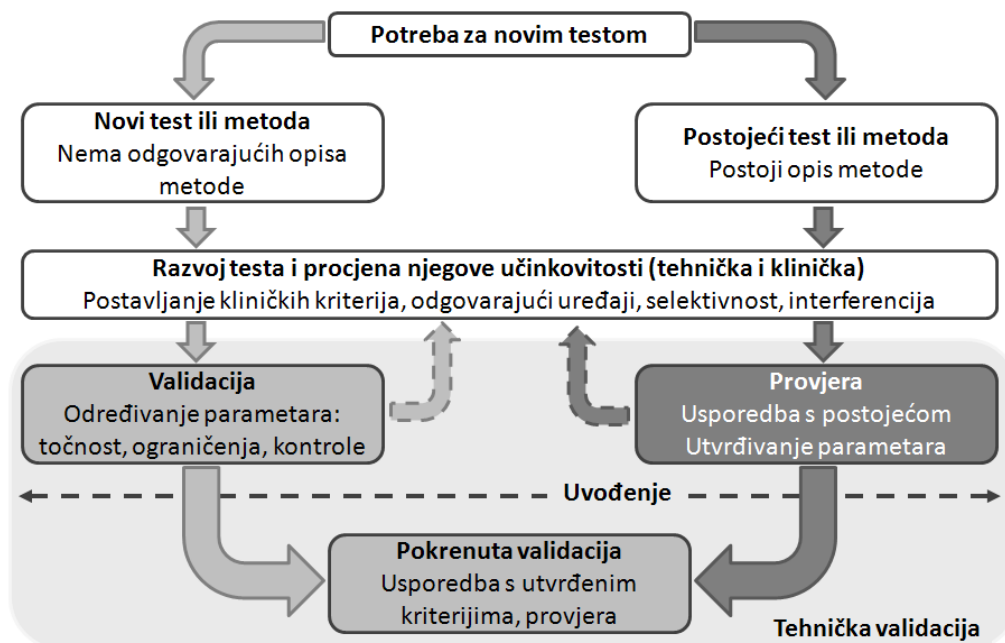 Potreba za novim testom
Novi test ili metoda
Nema odgovarajućih opisa
metode
Postojeći test ili metoda
Postoji opis metode
Razvoj testa i procjena njegove učinkovitosti (tehnička i klinička)
Postavljanje kliničkih kriterija, odgovarajući uređaji, selektivnost, interferencija
Validacija
Određivanje parametara:
točnost, ograničenja, kontrole
Provjera
Usporedba s postojećom
Utvrđivanje parametara
Uvođenje
Pokrenuta validacija
Usporedba s utvrđenim
kriterijima, provjera
Tehnička validacija